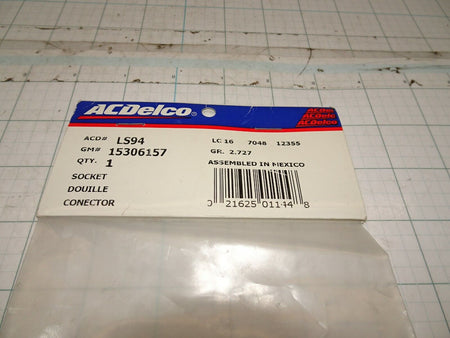 ACDelco
ACDelco
ACDelco
ACDelco
ACD# LS94
GM# 15306157
QTY. 1
SOCKET
DOUILLE
CONECTOR
LC 16 7048 12355
GR. 2.727
ASSEMBLED IN MEXICO
0 21625 01144 8